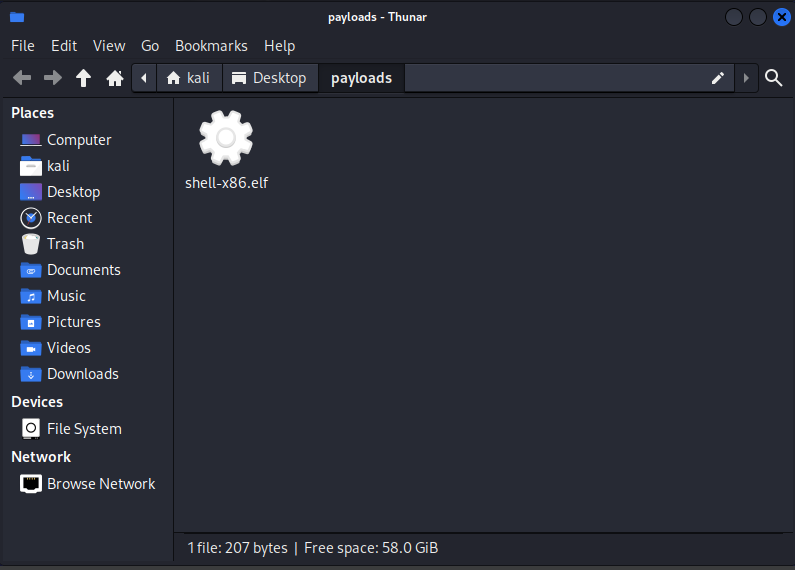 payloads - Thunar
File Edit View Go Bookmarks Help
kali Desktop payloads
Places
Computer
kali
Desktop
Recent
Trash
Documents
Music
Pictures
Videos
Downloads
Devices
File System
Network
Browse Network
shell-x86.elf
1 file: 207 bytes | Free space: 58.0 GiB